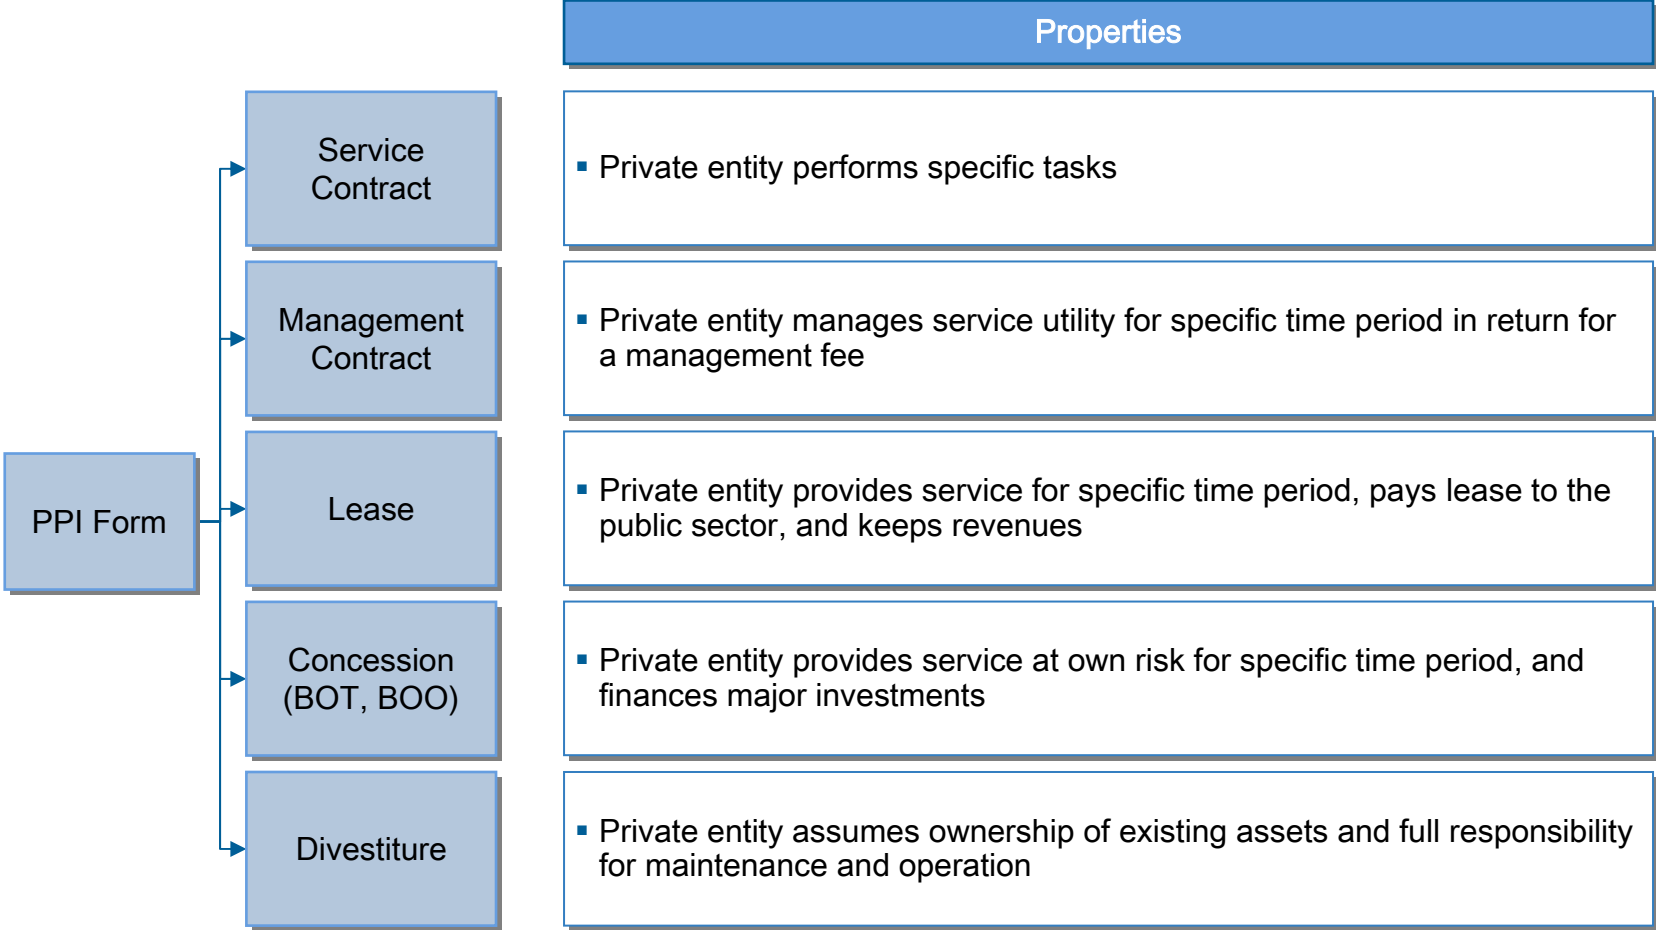 Properties
Service
Contract
▪ Private entity performs specific tasks
Management
Contract
▪ Private entity manages service utility for specific time period in return for
a management fee
PPI Form
Lease
▪ Private entity provides service for specific time period, pays lease to the
public sector, and keeps revenues
Concession
(BOT, BOO)
▪ Private entity provides service at own risk for specific time period, and
finances major investments
Divestiture
▪ Private entity assumes ownership of existing assets and full responsibility
for maintenance and operation